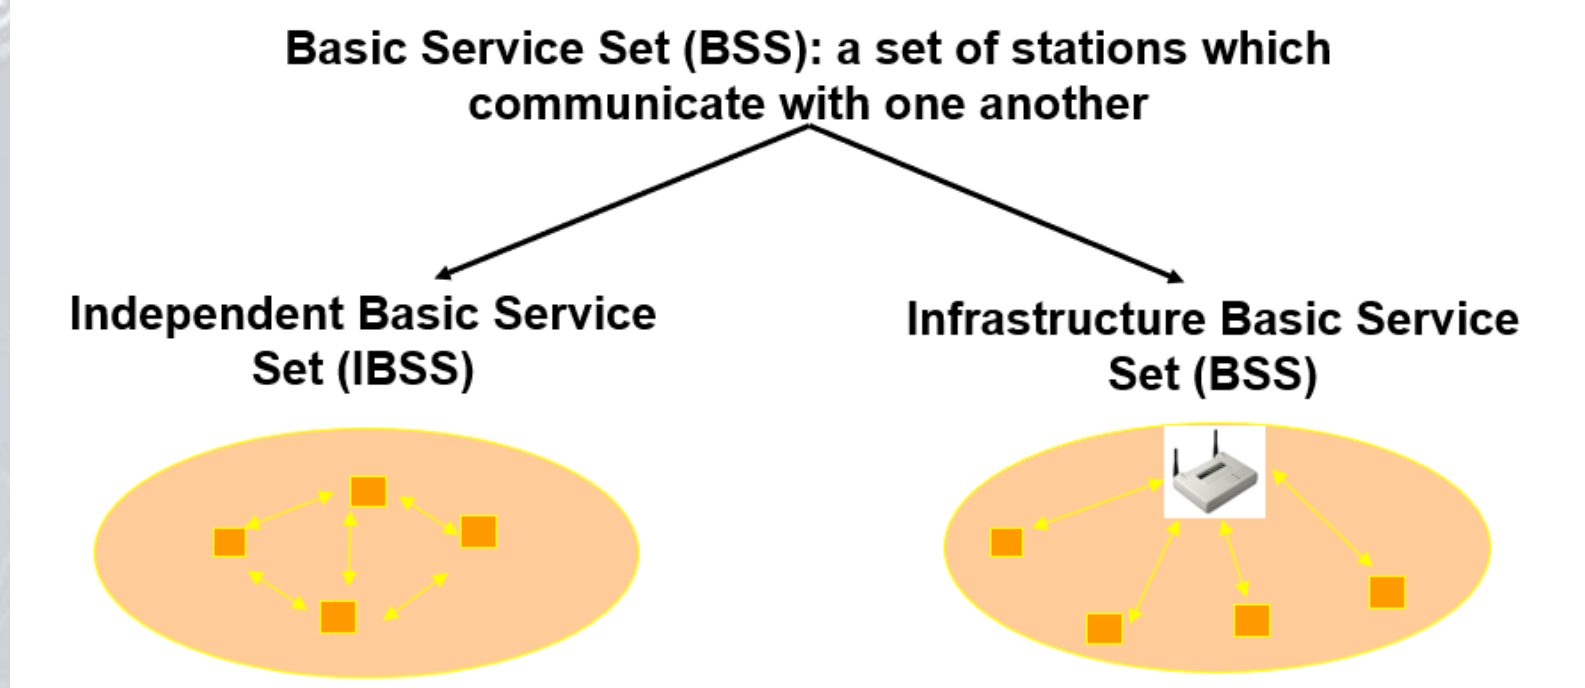 Basic Service Set (BSS): a set of stations which
communicate with one another
Independent Basic Service
Set (IBSS)
Infrastructure Basic Service
Set (BSS)